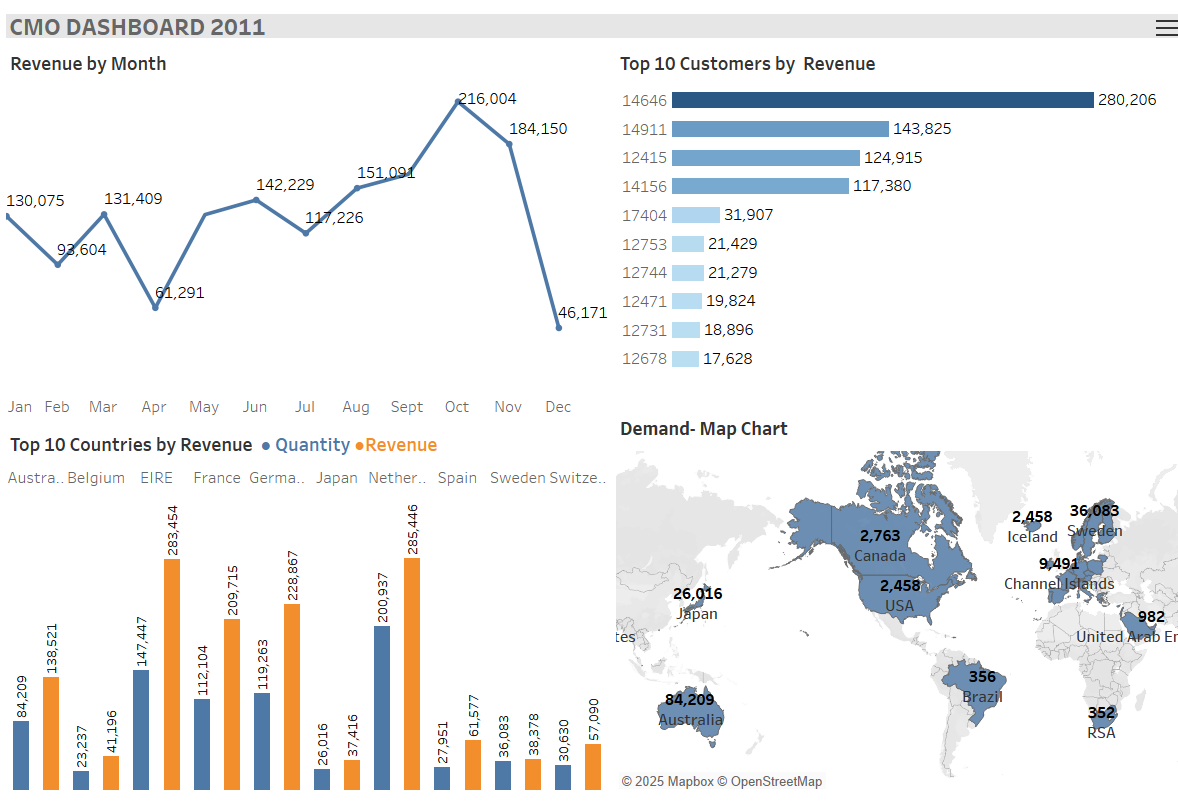 CMO DASHBOARD 2011
Revenue by Month
130,075
93,604
131,409
61,291
142,229
117,226
151,091
216,004
184,150
46,171
Jan Feb Mar Apr May Jun Jul Aug Sept Oct Nov Dec
Top 10 Customers by Revenue
14646 280,206
14911 143,825
12415 124,915
14156 117,380
17404 31,907
12753 21,429
12744 21,279
12471 19,824
12731 18,896
12678 17,628
Top 10 Countries by Revenue • Quantity •Revenue
Austra.. Belgium EIRE France Germa.. Japan Nether.. Spain Sweden Switze..
84,209
138,521
23,237
41,196
147,447
283,454
112,104
209,715
119,263
228,867
26,016
37,416
200,937
285,446
27,951
61,577
36,083
38,378
30,630
57,090
Demand- Map Chart
2,763
Canada
2,458
USA
2,458
Iceland
36,083
Sweden
9,491
Channel Islands
26,016
Japan
tes
982
United Arab Er
356
Brazil
84,209
Australia
352
RSA
© 2025 Mapbox © OpenStreetMap